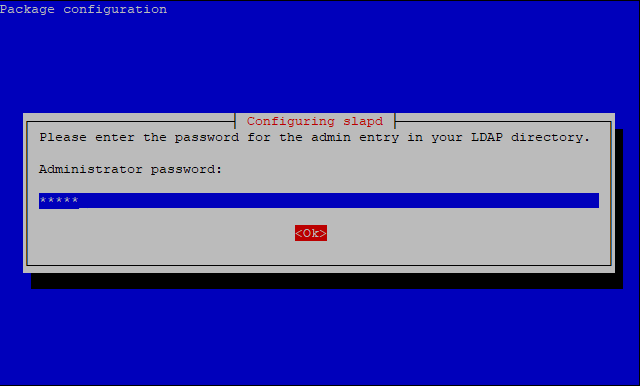 Package configuration
Configuring slapd
Please enter the password for the admin entry in your LDAP directory.
Administrator password:
*****
<Ok>